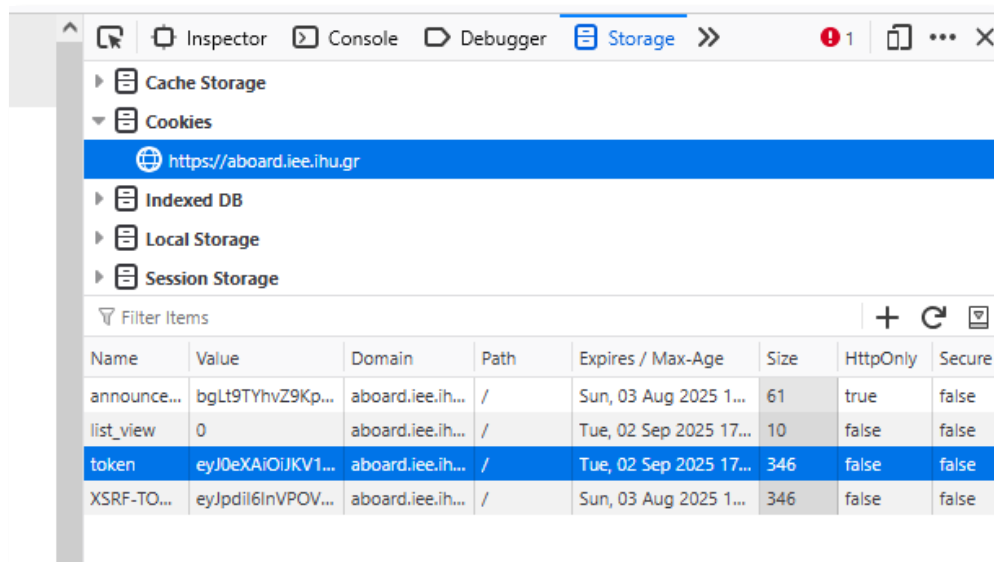 Inspector Console Debugger Storage 1
Cache Storage
Cookies
https://aboard.iee.ihu.gr
Indexed DB
Local Storage
Session Storage
Filter Items
Name Value Domain Path Expires / Max-Age Size HttpOnly Secure
announce... bgLt9TYhvZ9Kp... aboard.iee.ih... / Sun, 03 Aug 2025 1... 61 true false
list_view 0 aboard.iee.ih... / Tue, 02 Sep 2025 17... 10 false false
token eyJ0eXAiOiJKV1... aboard.iee.ih... / Tue, 02 Sep 2025 17... 346 false false
XSRF-TO... eyJpdiI6InVPOV... aboard.iee.ih... / Sun, 03 Aug 2025 1... 346 false false